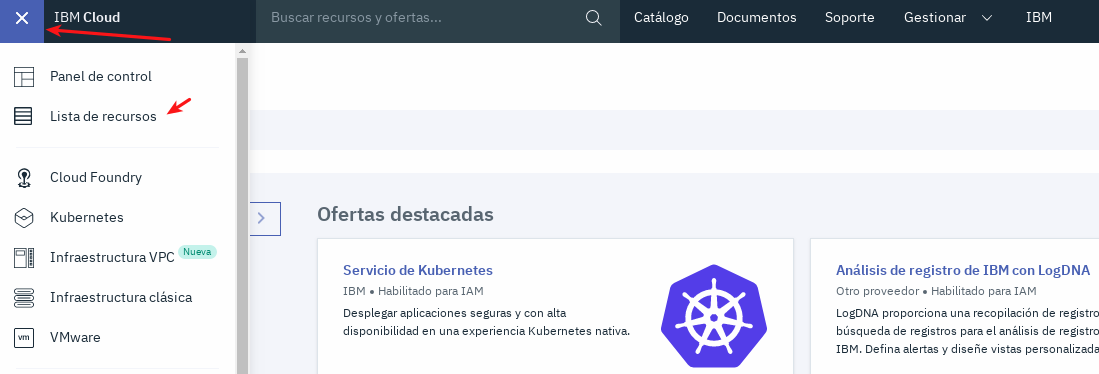 IBM Cloud
Buscar recursos y ofertas...
Catálogo
Documentos
Soporte
Gestionar
IBM
Panel de control
Lista de recursos
Cloud Foundry
Kubernetes
Infraestructura VPC Nueva
Infraestructura clásica
vm VMware
Ofertas destacadas
Servicio de Kubernetes
IBM • Habilitado para IAM
Desplegar aplicaciones seguras y con alta
disponibilidad en una experiencia Kubernetes nativa.
Análisis de registro de IBM con LogDNA
Otro proveedor • Habilitado para IAM
LogDNA proporciona una recopilación de registro
búsqueda de registros para el análisis de registro
IBM. Defina alertas y diseñe vistas personalizada